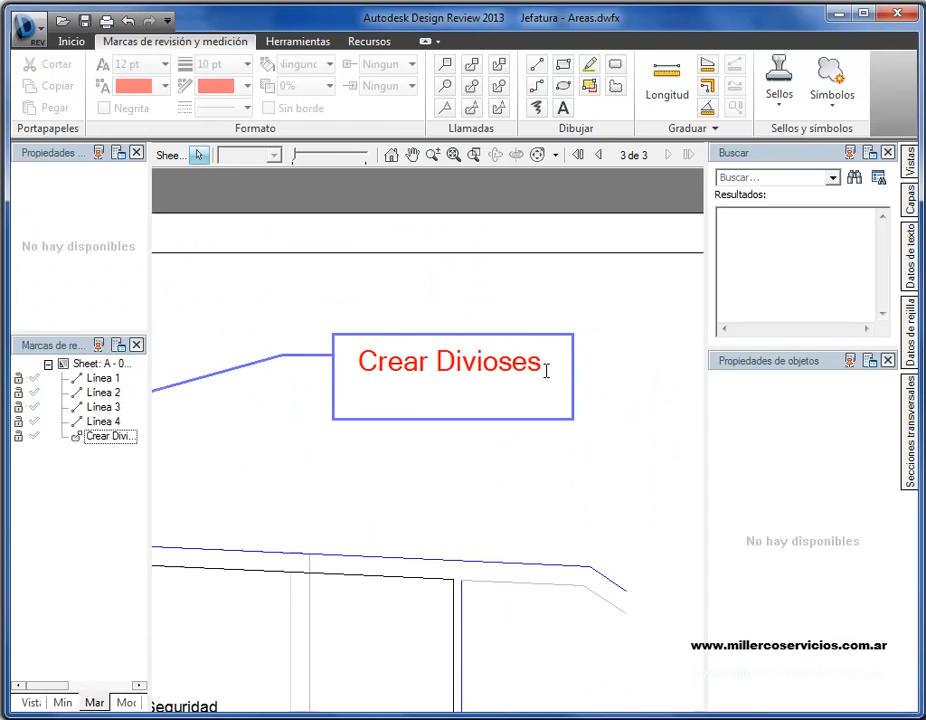 Autodesk Design Review 2013 Jefatura - Areas.dwfx
REV
Inicio Marcas de revisión y medición Herramientas Recursos
Cortar
Copiar
Pegar
Portapapeles
12 pt
10 pt
Ningun
Negrita
0%
Ningun
Sin borde
Formato
Llamadas
A
Dibujar
Longitud
Graduar
Sellos
Símbolos
Sellos y símbolos
Propiedades ...
No hay disponibles
Shee...
3 de 3
Buscar
Buscar...
Resultados:
Vistas
Capas
Datos de texto
Datos de rejilla
Secciones transversales
Crear Divioses
Marcas de re...
Sheet: A - 0...
Línea 1
Línea 2
Línea 3
Línea 4
Crear Divi...
Propiedades de objetos
No hay disponibles
www.millercoservicios.com.ar
Seguridad
Vista
Min
Mar
Moc